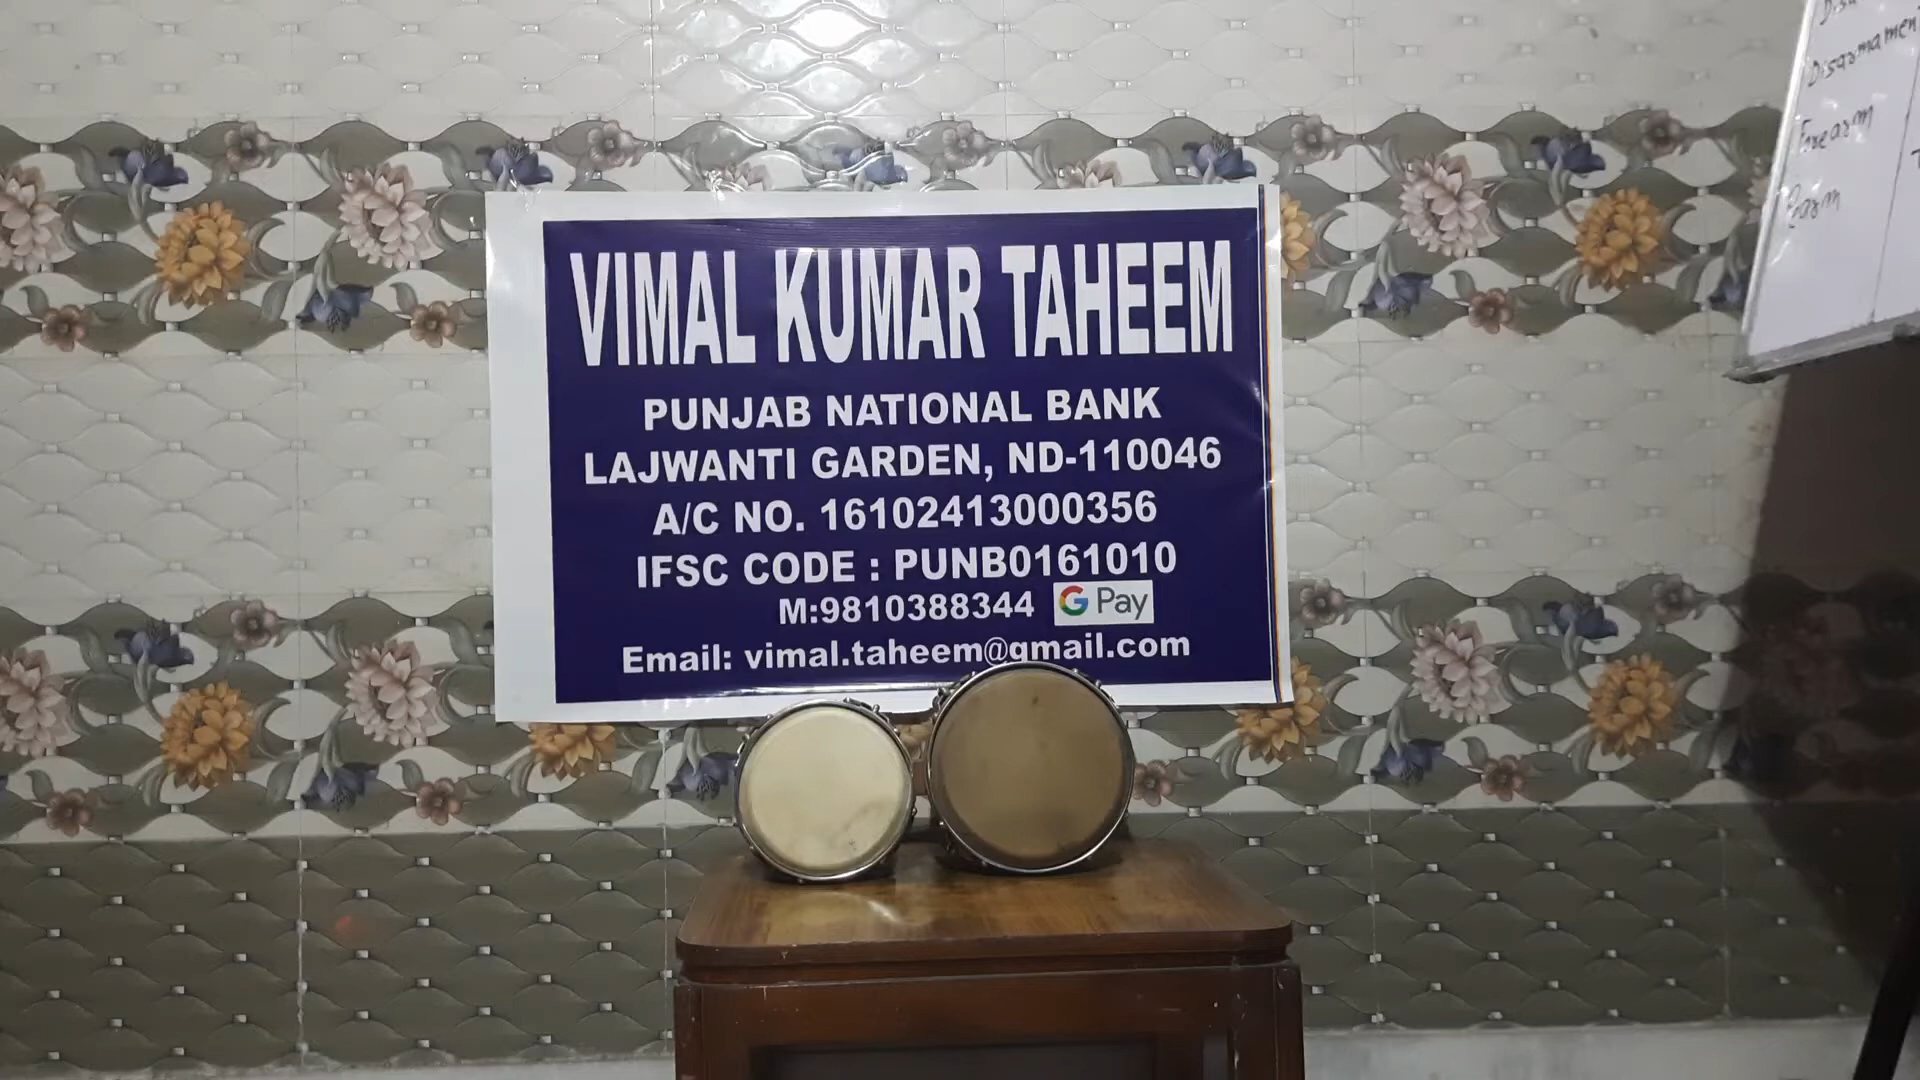 VIMAL KUMAR TAHEEM
PUNJAB NATIONAL BANK
LAJWANTI GARDEN, ND-110046
A/C NO. 16102413000356
IFSC CODE : PUNB0161010
M:9810388344 G Pay
Email: vimal.taheem@gmail.com
Forearm